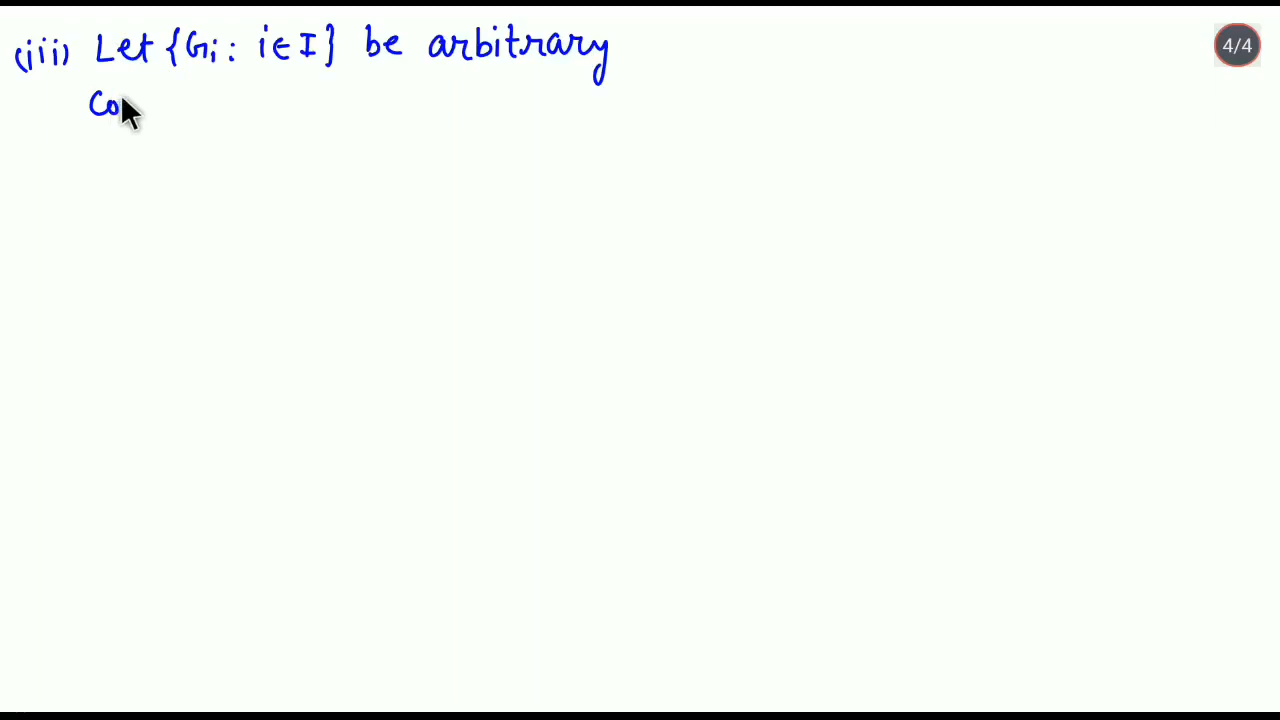 (iii) Let {Gi : i ∈ I} be arbitrary
4/4
Co